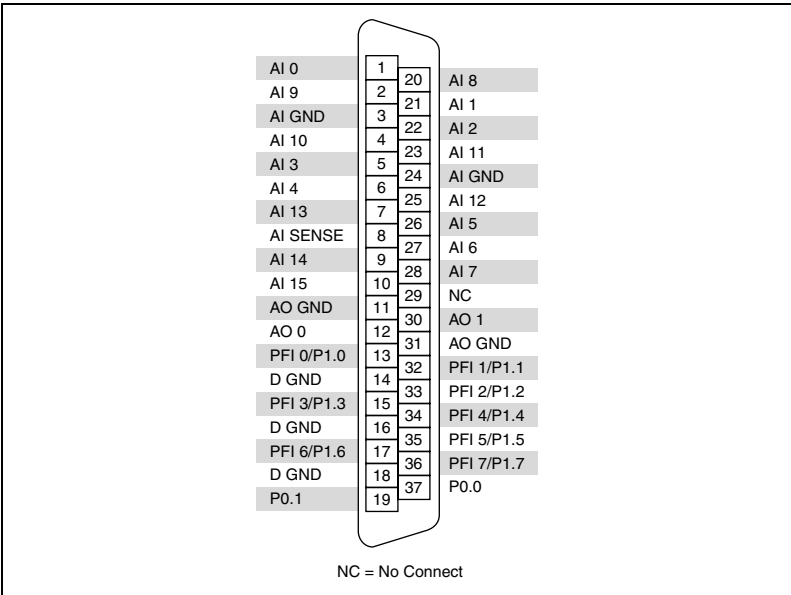 AI 0 1
20 AI 8
AI 9 2
21 AI 1
AI GND 3
22 AI 2
AI 10 4
23 AI 11
AI 3 5
24 AI GND
AI 4 6
25 AI 12
AI 13 7
26 AI 5
AI SENSE 8
27 AI 6
AI 14 9
28 AI 7
AI 15 10
29 NC
AO GND 11
30 AO 1
AO 0 12
31 AO GND
PFI 0/P1.0 13
32 PFI 1/P1.1
D GND 14
33 PFI 2/P1.2
PFI 3/P1.3 15
34 PFI 4/P1.4
D GND 16
35 PFI 5/P1.5
PFI 6/P1.6 17
36 PFI 7/P1.7
D GND 18
37 P0.0
P0.1 19
NC = No Connect